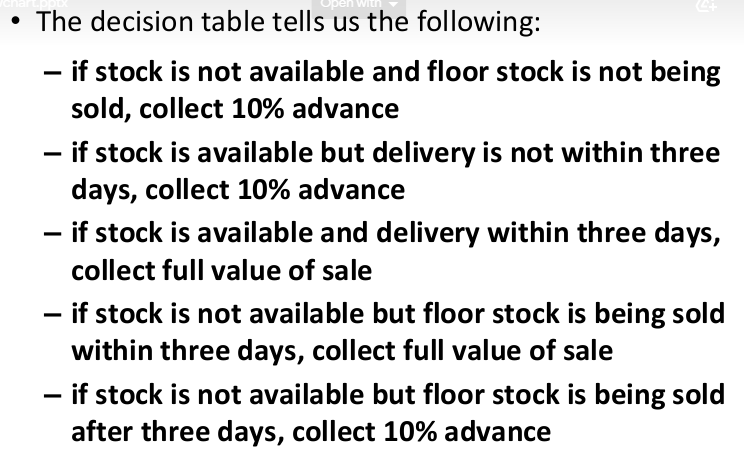 chart.pptx
Open with
• The decision table tells us the following:
– if stock is not available and floor stock is not being
sold, collect 10% advance
– if stock is available but delivery is not within three
days, collect 10% advance
– if stock is available and delivery within three days,
collect full value of sale
– if stock is not available but floor stock is being sold
within three days, collect full value of sale
– if stock is not available but floor stock is being sold
after three days, collect 10% advance